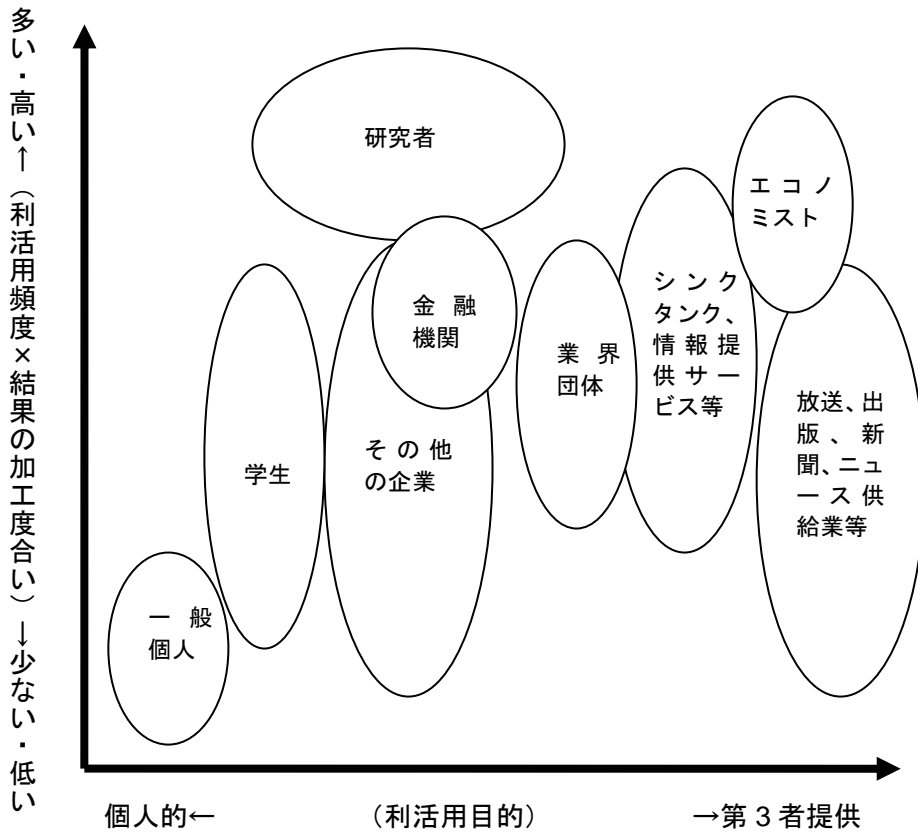 多い・高い↑（利活用頻度×結果の加工度合い）↓少ない・低い
研究者
エコノ
ミスト
金融
機関
シンク
タンク、
情報提
供サー
ビス等
業界
団体
放送、出
版、新
聞、ニュ
ース供
給業等
その他
の企業
学生
一般
個人
個人的← （利活用目的） →第3者提供